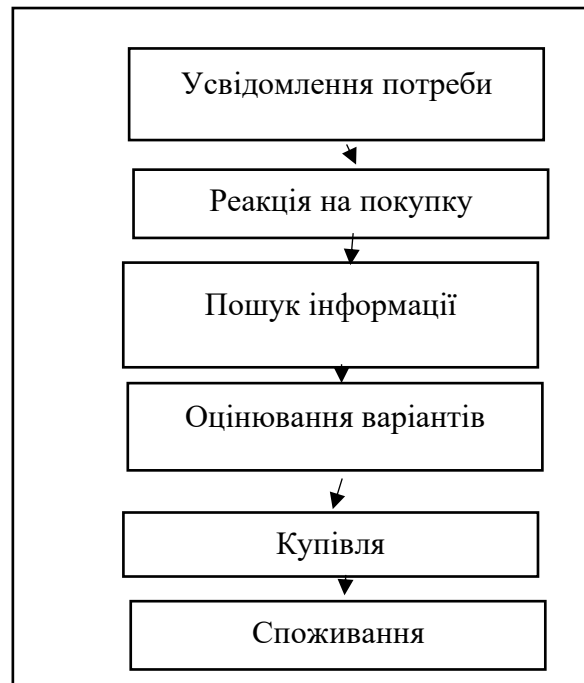 Усвідомлення потреби
Реакція на покупку
Пошук інформації
Оцінювання варіантів
Купівля
Споживання